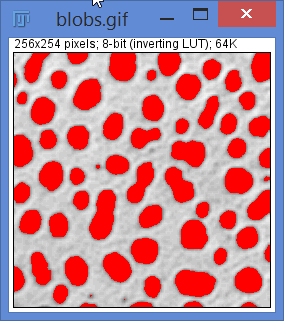 blobs.gif
256x254 pixels; 8-bit (inverting LUT); 64K